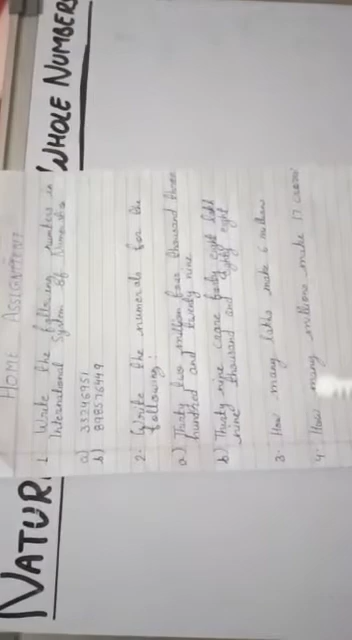 NATUR WHOLE NUMBERS
HOME ASSIGNMENT
1. Write the following numbers in
International System of Numeration
a) 33246951
b) 898576449
2. Write the numerals for the
following:
a) Thirty two million four thousand three
hundred and twenty nine
b) Thirty nine crore forty eight lakh
nine thousand and eighty eight
3. How many lakhs make 6 millions
4. How many millions make 17 crore